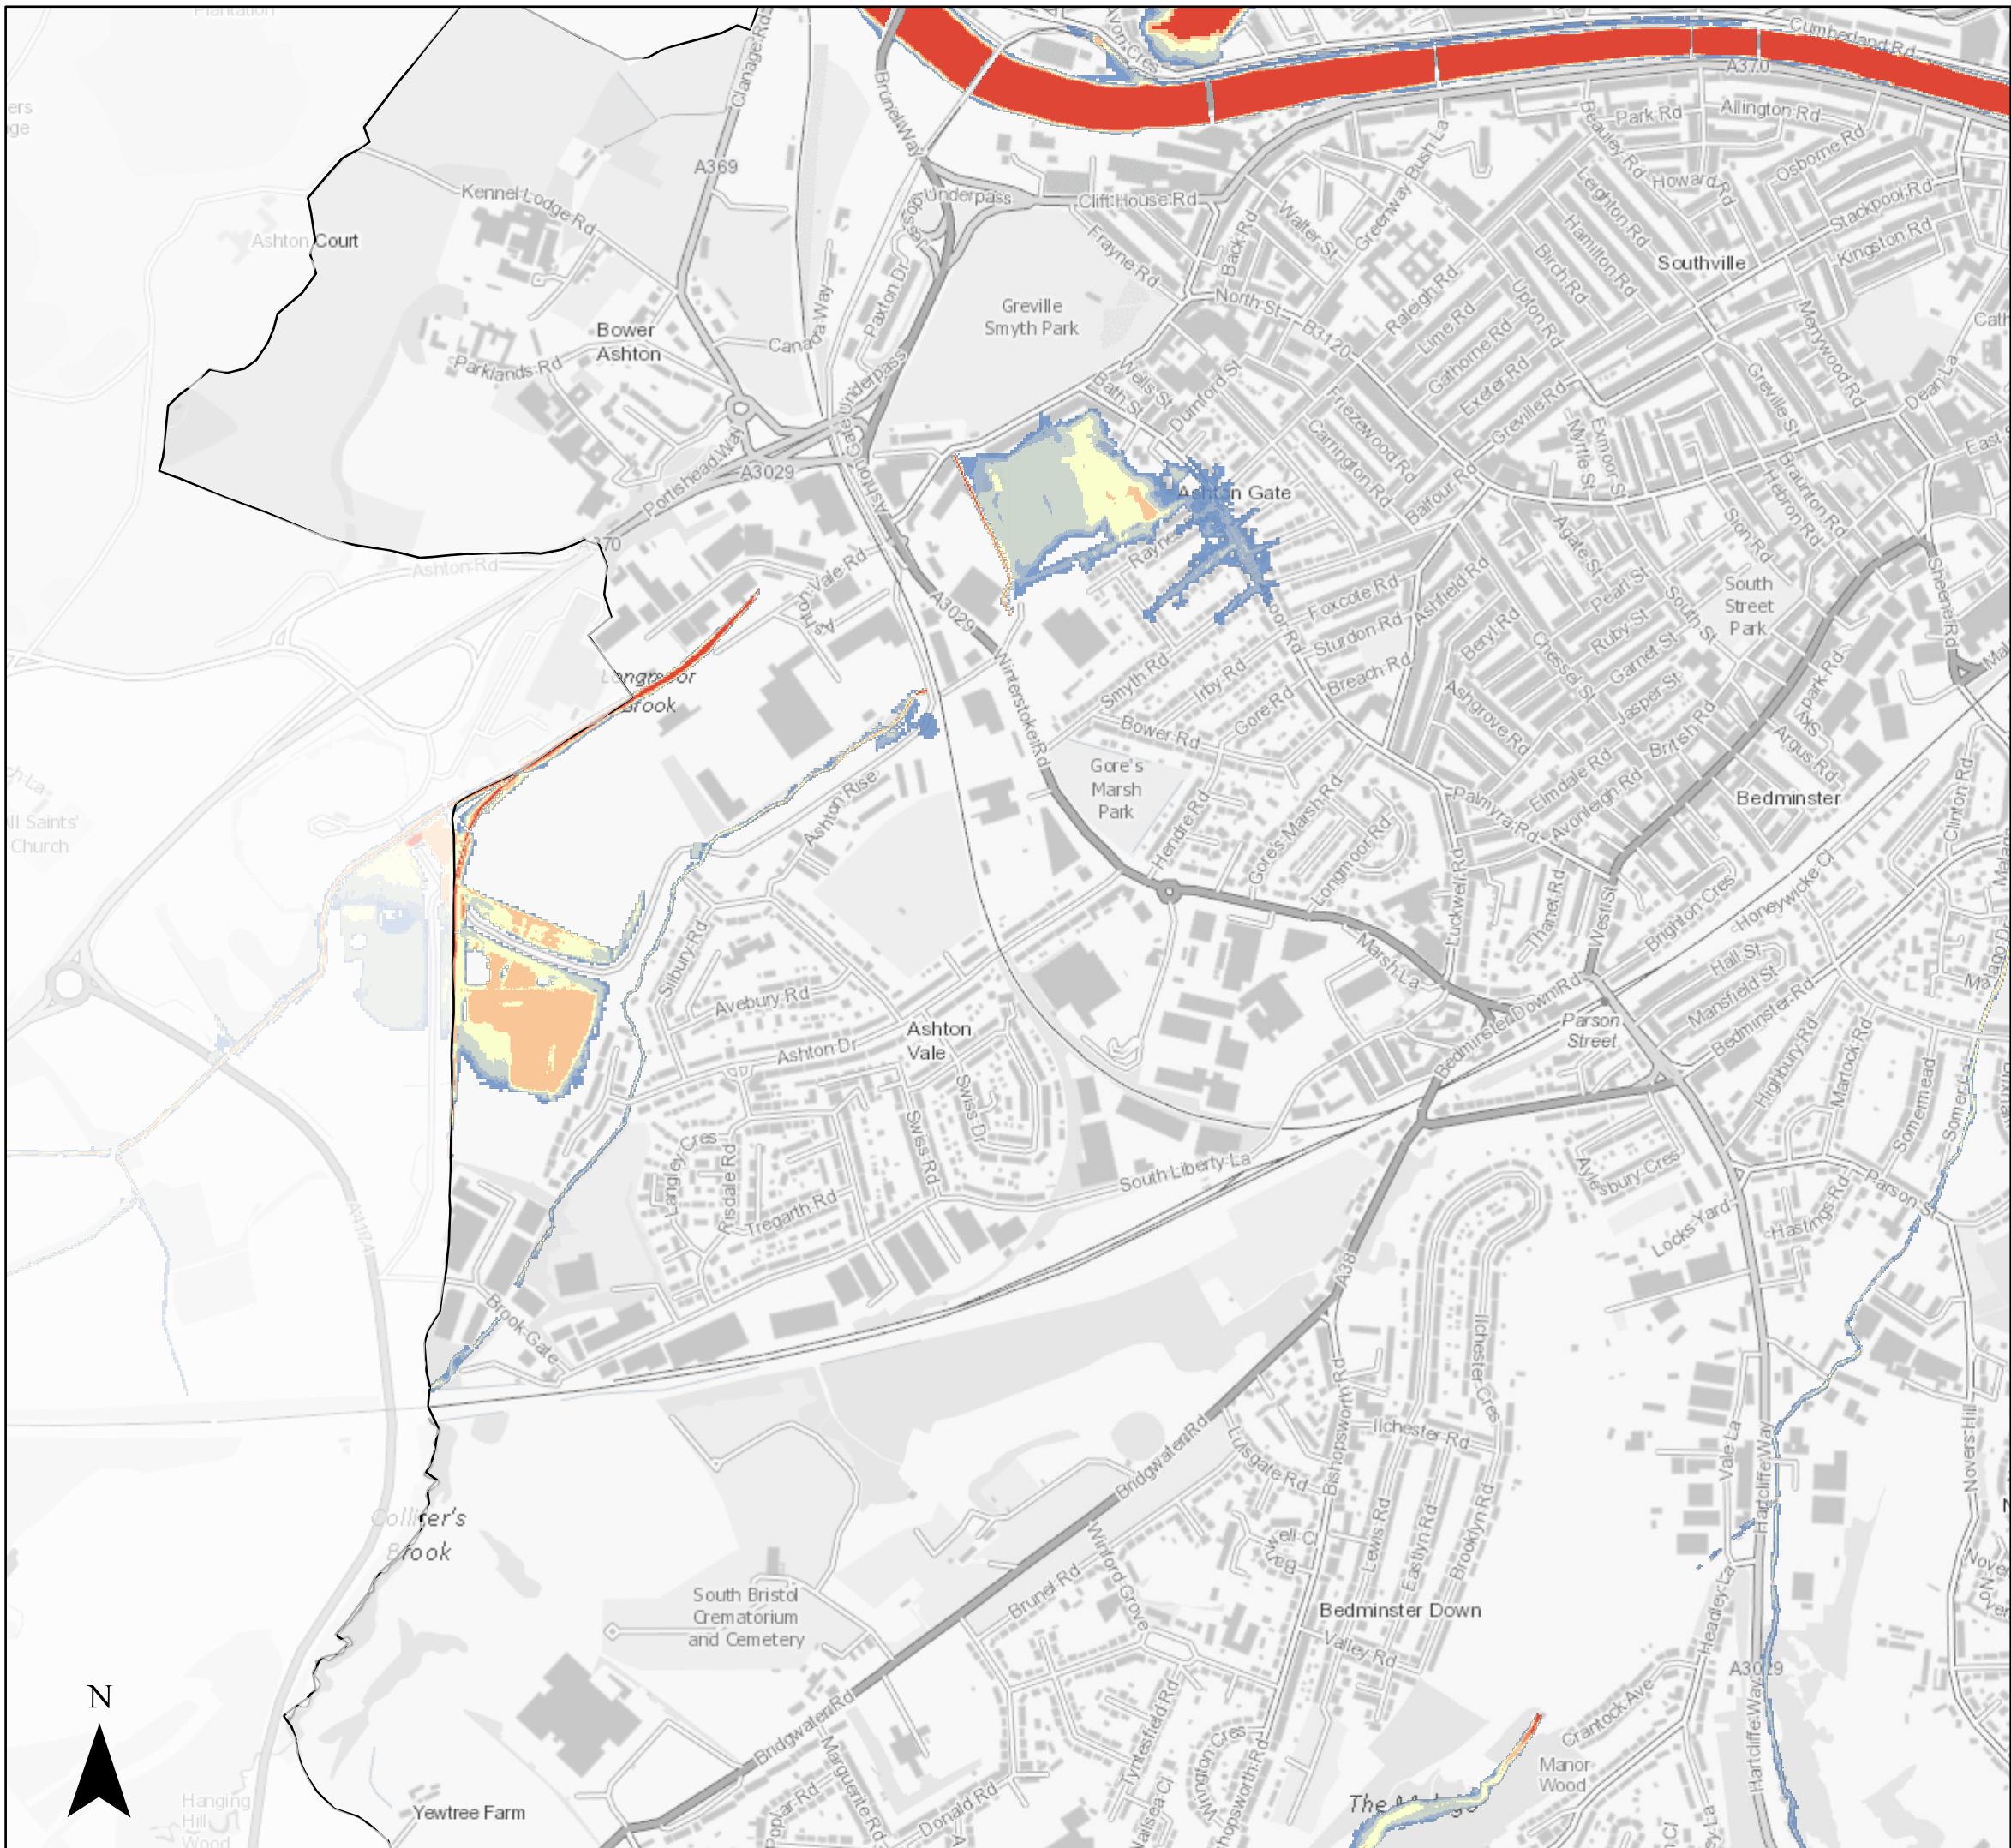 Plantation
Clanage Rd
Avon Cres
Cumberland Rd
A370
Brunel Way
Park Rd
Allington Rd
Beauley Rd
Osborne Rd
A369
Kennel Lodge Rd
Jessop Underpass
Clift House Rd
Greenway Bush La
Leighton Rd
Howard Rd
Stackpool Rd
Ashton Court
Frayne Rd
Back Rd
Walter St
Hamilton Rd
Kingston Rd
Southville
Birch Rd
Paxton Dr
Canada Way
Greville
Smyth Park
North St
B3120
Raleigh Rd
Upton Rd
Lime Rd
Merrywood Rd
Bower
Ashton
Parklands Rd
Ashton Gate Underpass
Wells St
Bath St
Durnford St
Gathorne Rd
Exeter Rd
Greville Rd
Greville St
Dean La
Frezewood Rd
Carrington Rd
Myrtle St
Exmoor St
Braunton Rd
Hebron Rd
Portishead Way
A3029
Ashton Gate
Balfour Rd
Sion Rd
Ashton Rd
Ashton Vale Rd
Agate St
Pearl St
South St
South
Street
Park
Sheene Rd
A3029
Foxcote Rd
Ashfield Rd
Sturdon Rd
Beryl Rd
Chessel St
Ruby St
Garnet St
Longmoor
Brook
Winterstoke Rd
Smyth Rd
Irby Rd
Breach Rd
Gore Rd
Ashgrove Rd
Jasper St
Park Rd
British Rd
Argus Rd
Bower Rd
Gore's
Marsh
Park
Ashton Rise
Elmdale Rd
Avonleigh Rd
Palmyra Rd
Bedminster
Clinton Rd
All Saints'
Church
Hendre Rd
Gore's Marsh Rd
Longmoor Rd
Luckwell Rd
Thanet Rd
West St
Brighton Cres
Honeywicke Cl
Silbury Rd
Marsh La
Hall St
Mansfield St
Bedminster Rd
Avebury Rd
Ashton Dr
Ashton
Vale
Swiss Dr
Swiss Rd
Bedminster Down Rd
Parson
Street
Highbury Rd
Martock Rd
Somermead
Langley Cres
Risdale Rd
Tregarth Rd
South Liberty La
Aylesbury Cres
Parson St
Locks Yard
Hastings Rd
A4174
A38
Brook Gate
Ilchester Cres
Bishopsworth Rd
Ilchester Rd
Bridgwater Rd
Lulsgate Rd
Vale La
Hartcliffe Way
Novers Hill
Colliter's
Brook
Lewis Rd
Eastlyn Rd
Brooklyn Rd
Winford Grove
Brunel Rd
South Bristol
Crematorium
and Cemetery
Bedminster Down
Valley Rd
Headley La
A3029
Crantock Ave
Hartcliffe Way
N
Bridgwater Rd
Marguerite Rd
Poplar Rd
Donald Rd
Tyntesfield Rd
Wrington Cres
Manor
Wood
Hanging
Hill
Wood
Yewtree Farm